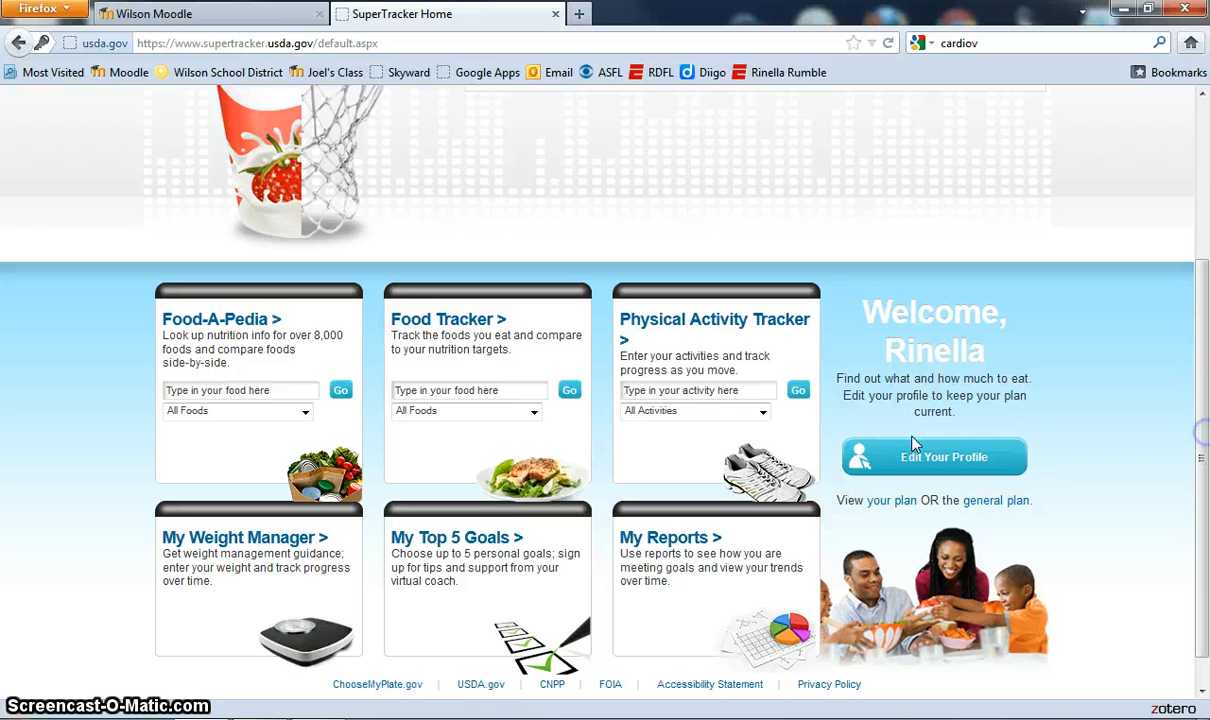 Firefox
Wilson Moodle
SuperTracker Home
usda.gov
https://www.supertracker.usda.gov/default.aspx
cardiov
Most Visited
Moodle
Wilson School District
Joel's Class
Skyward
Google Apps
Email
ASFL
RDFL
Diigo
Rinella Rumble
Bookmarks
Food-A-Pedia >
Look up nutrition info for over 8,000
foods and compare foods
side-by-side.
Type in your food here
Go
All Foods
Food Tracker >
Track the foods you eat and compare
to your nutrition targets.
Type in your food here
Go
All Foods
Physical Activity Tracker
>
Enter your activities and track
progress as you move.
Type in your activity here
Go
All Activities
Welcome,
Rinella
Find out what and how much to eat.
Edit your profile to keep your plan
current.
Edit Your Profile
View your plan OR the general plan.
My Weight Manager >
Get weight management guidance;
enter your weight and track progress
over time.
My Top 5 Goals >
Choose up to 5 personal goals; sign
up for tips and support from your
virtual coach.
My Reports >
Use reports to see how you are
meeting goals and view your trends
over time.
ChooseMyPlate.gov | USDA.gov | CNPP | FOIA | Accessibility Statement | Privacy Policy
Screencast-O-Matic.com
zotero